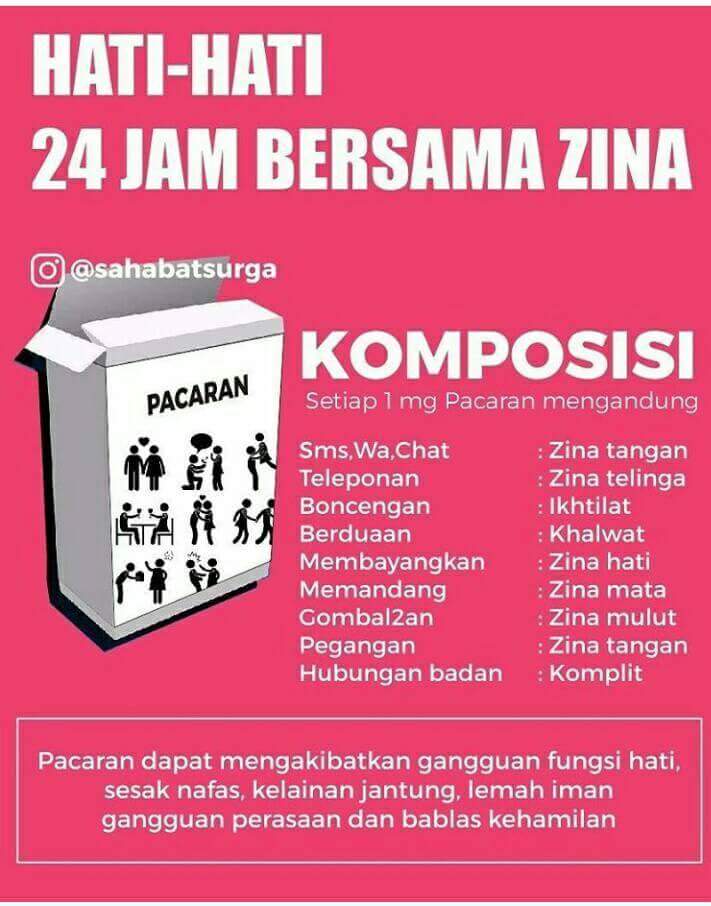 HATI-HATI
24 JAM BERSAMA ZINA
@sahabatsurga
PACARAN
KOMPOSISI
Setiap 1 mg Pacaran mengandung
Sms,Wa,Chat : Zina tangan
Teleponan : Zina telinga
Boncengan : Ikhtilat
Berduaan : Khalwat
Membayangkan : Zina hati
Memandang : Zina mata
Gombal2an : Zina mulut
Pegangan : Zina tangan
Hubungan badan : Komplit
Pacaran dapat mengakibatkan gangguan fungsi hati,
sesak nafas, kelainan jantung, lemah iman
gangguan perasaan dan bablas kehamilan